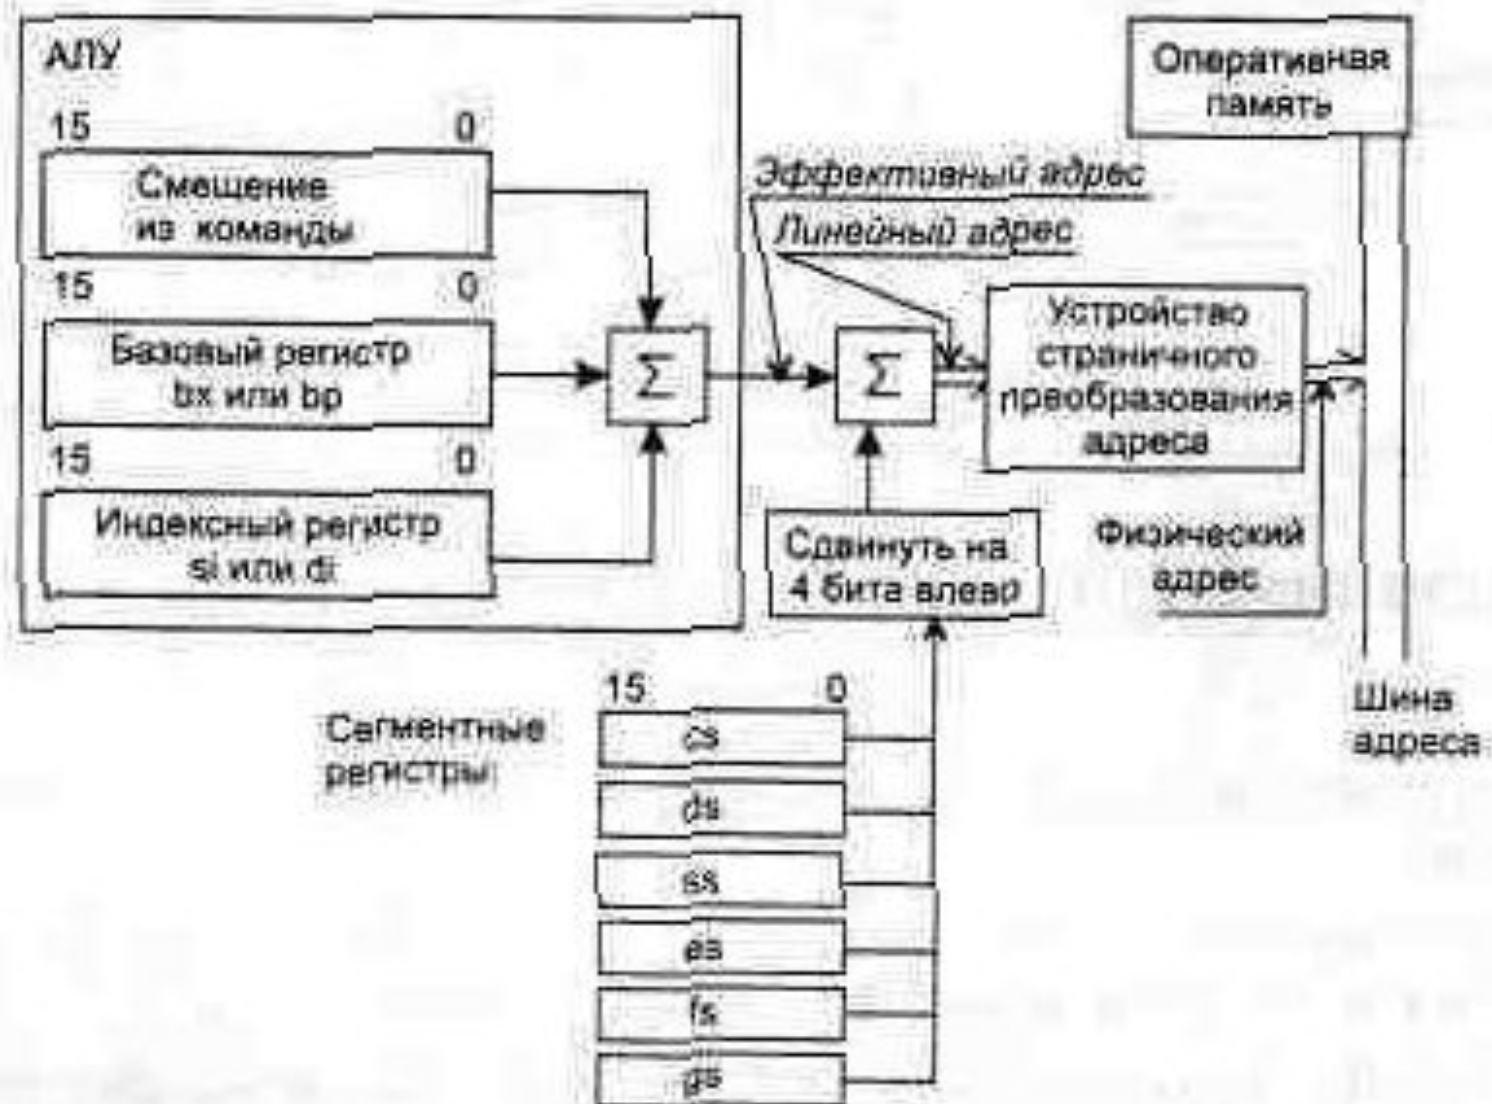 АЛУ
15 0
Смещение
из команды
15 0
Базовый регистр
bx или bp
15 0
Индексный регистр
si или di
Σ
Эффективный адрес
Линейный адрес
Σ
Сдвинуть на
4 бита влево
Устройство
страничного
преобразования
адреса
Оперативная
память
Физический
адрес
Шина
адреса
Сегментные
регистры:
15 0
cs
ds
ss
es
fs
gs